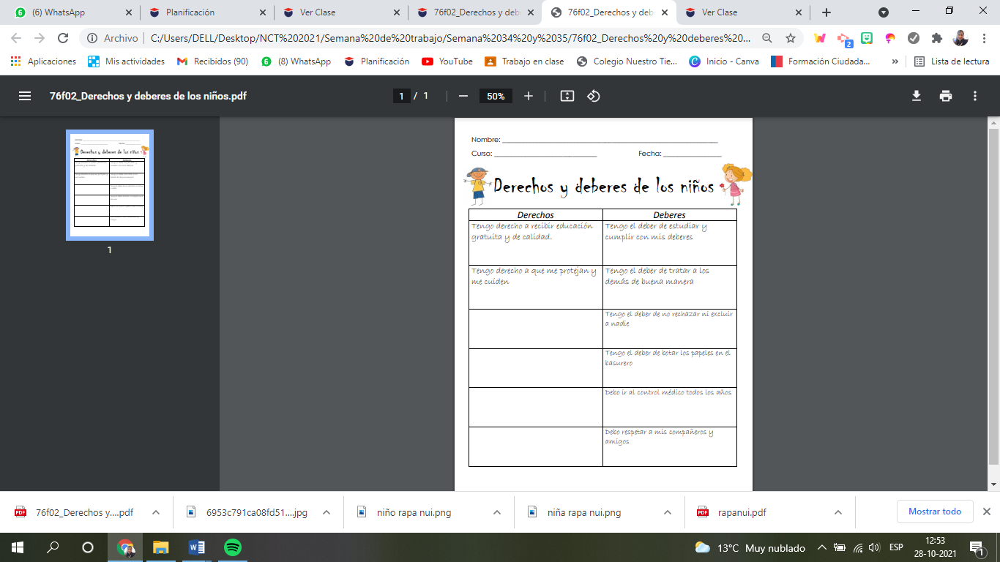 (6) WhatsApp
Planificación
Ver Clase
76f02_Derechos y deb
76f02_Derechos y deb
Ver Clase
Archivo
C:/Users/DELL/Desktop/NCT%202021/Semana%20de%20trabajo/Semana%2034%20y%2035/76f02_Derechos%20y%20deberes%20...
2
Aplicaciones
Mis actividades
Recibidos (90)
(8) WhatsApp
Planificación
YouTube
Trabajo en clase
Colegio Nuestro Tie...
Inicio - Canva
Formación Ciudada...
»
Lista de lectura
76f02_Derechos y deberes de los niños.pdf
1 / 1
50%
1
Nombre:
Curso: Fecha:
Derechos y deberes de los niños
Derechos Deberes
Tengo derecho a recibir educación
gratuita y de calidad.
Tengo el deber de estudiar y
cumplir con mis deberes
Tengo derecho a que me protejan y
me cuiden
Tengo el deber de tratar a los
demás de buena manera
Tengo el deber de no rechazar ni excluir
a nadie
Tengo el deber de botar los papeles en el
basurero
Debo ir al control médico todos los años
Debo respetar a mis compañeros y
amigos
76f02_Derechos y....pdf
6953c791ca08fd51....jpg
niño rapa nui.png
niña rapa nui.png
rapanui.pdf
Mostrar todo
13°C Muy nublado
ESP
12:53
28-10-2021
1